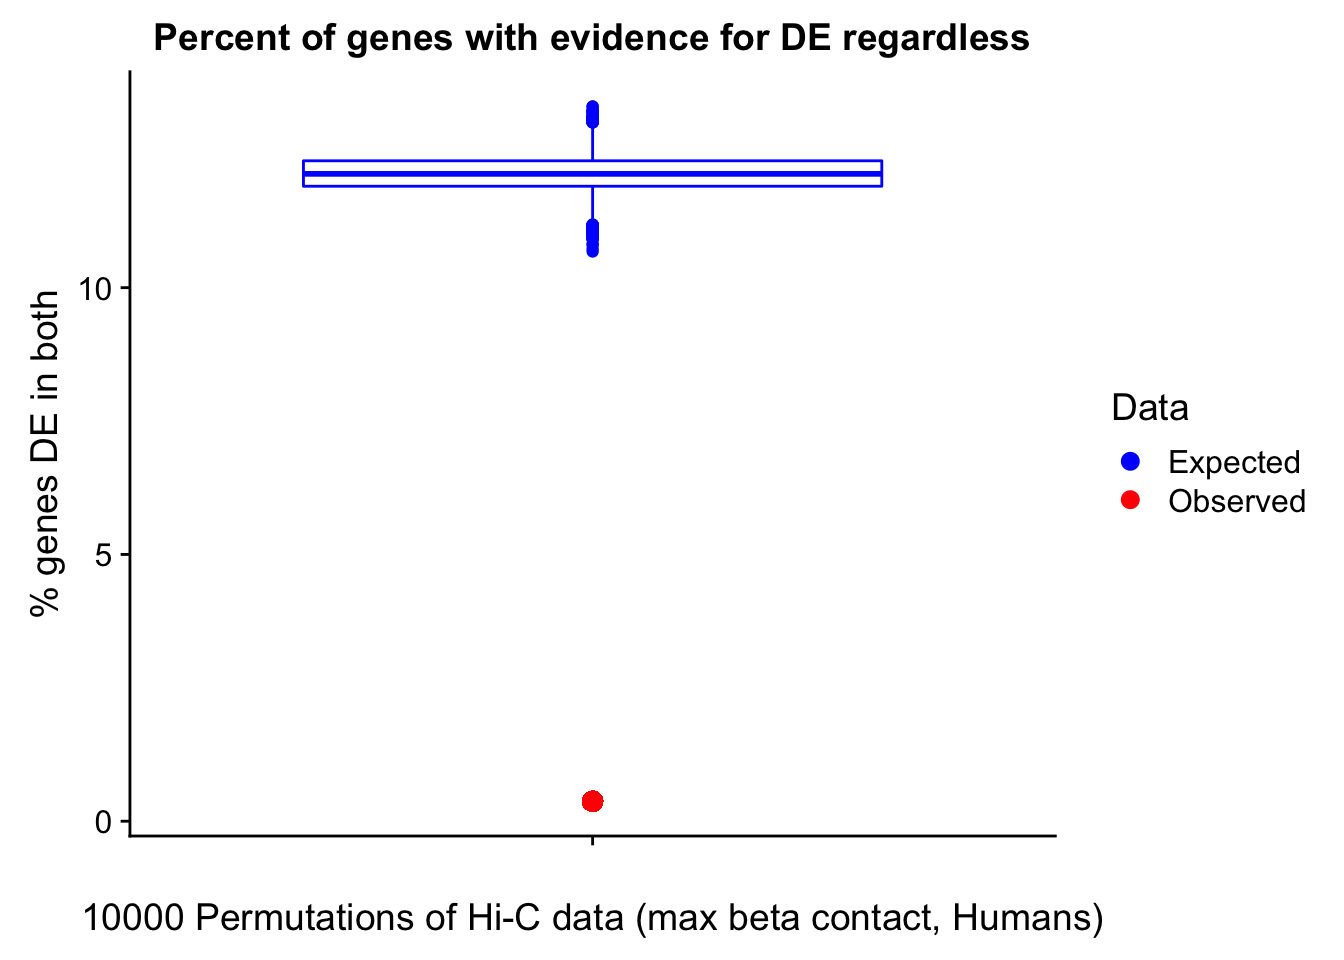 Percent of genes with evidence for DE regardless
% genes DE in both
10
5
0
10000 Permutations of Hi-C data (max beta contact, Humans)
Data
Expected
Observed